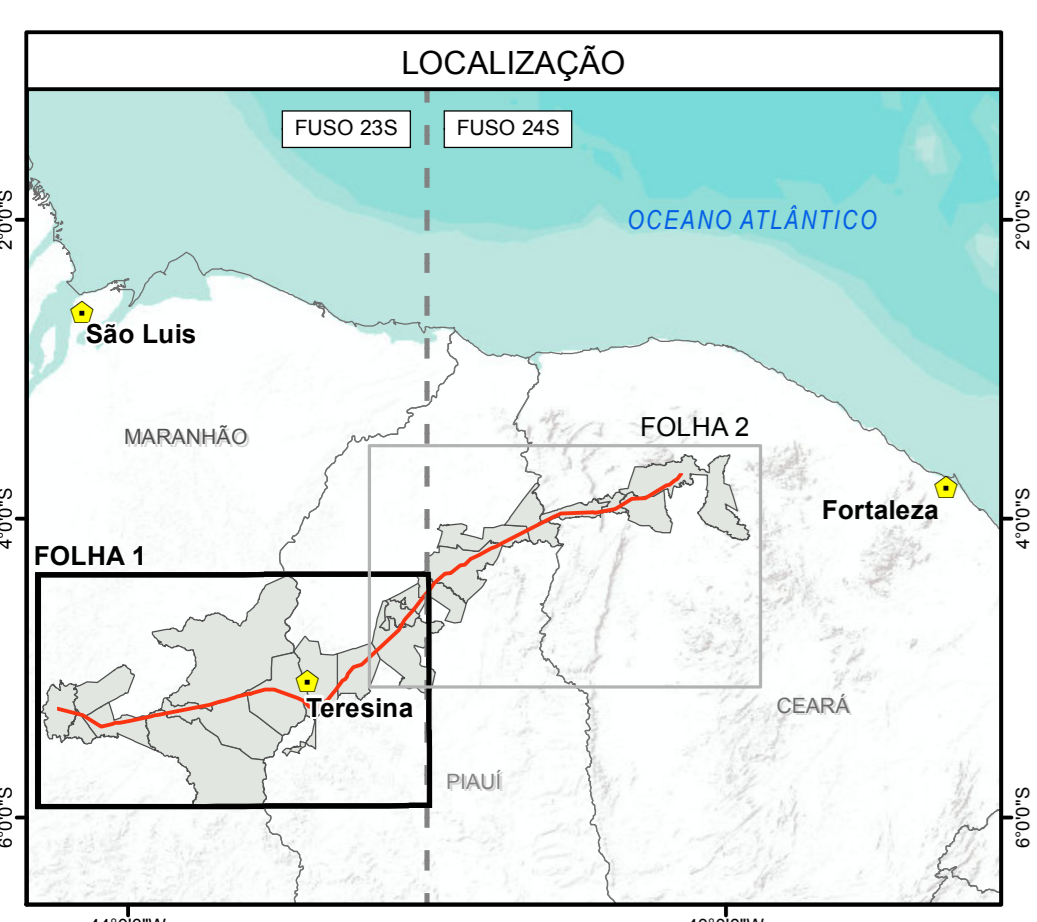 LOCALIZAÇÃO
FUSO 23S
FUSO 24S
OCEANO ATLÂNTICO
2°0'0"S
2°0'0"S
São Luis
MARANHÃO
FOLHA 2
Fortaleza
4°0'0"S
4°0'0"S
FOLHA 1
Teresina
CEARÁ
PIAUÍ
6°0'0"S
6°0'0"S